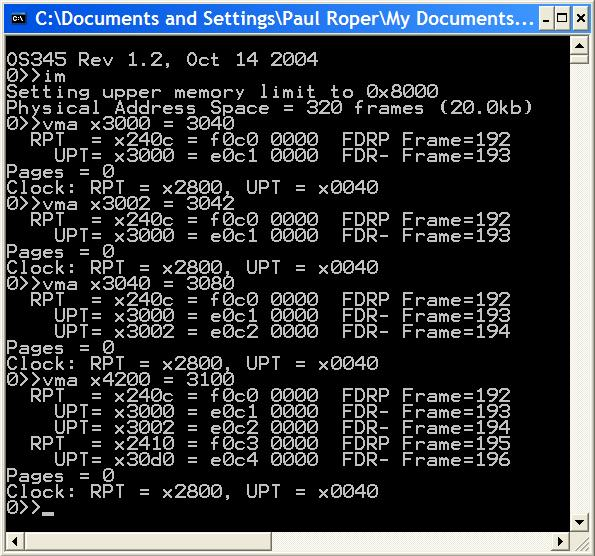 C:\Documents and Settings\Paul Roper\My Documents...
OS345 Rev 1.2, Oct 14 2004
0>>im
Setting upper memory limit to 0x8000
Physical Address Space = 320 frames (20.0kb)
0>>vma x3000 = 3040
  RPT  = x240c = f0c0 0000  FDRP Frame=192
    UPT= x3000 = e0c1 0000  FDR- Frame=193
Pages = 0
Clock: RPT = x2800, UPT = x0040
0>>vma x3002 = 3042
  RPT  = x240c = f0c0 0000  FDRP Frame=192
    UPT= x3000 = e0c1 0000  FDR- Frame=193
Pages = 0
Clock: RPT = x2800, UPT = x0040
0>>vma x3040 = 3080
  RPT  = x240c = f0c0 0000  FDRP Frame=192
    UPT= x3000 = e0c1 0000  FDR- Frame=193
    UPT= x3002 = e0c2 0000  FDR- Frame=194
Pages = 0
Clock: RPT = x2800, UPT = x0040
0>>vma x4200 = 3100
  RPT  = x240c = f0c0 0000  FDRP Frame=192
    UPT= x3000 = e0c1 0000  FDR- Frame=193
    UPT= x3002 = e0c2 0000  FDR- Frame=194
  RPT  = x2410 = f0c3 0000  FDRP Frame=195
    UPT= x30d0 = e0c4 0000  FDR- Frame=196
Pages = 0
Clock: RPT = x2800, UPT = x0040
0>>_